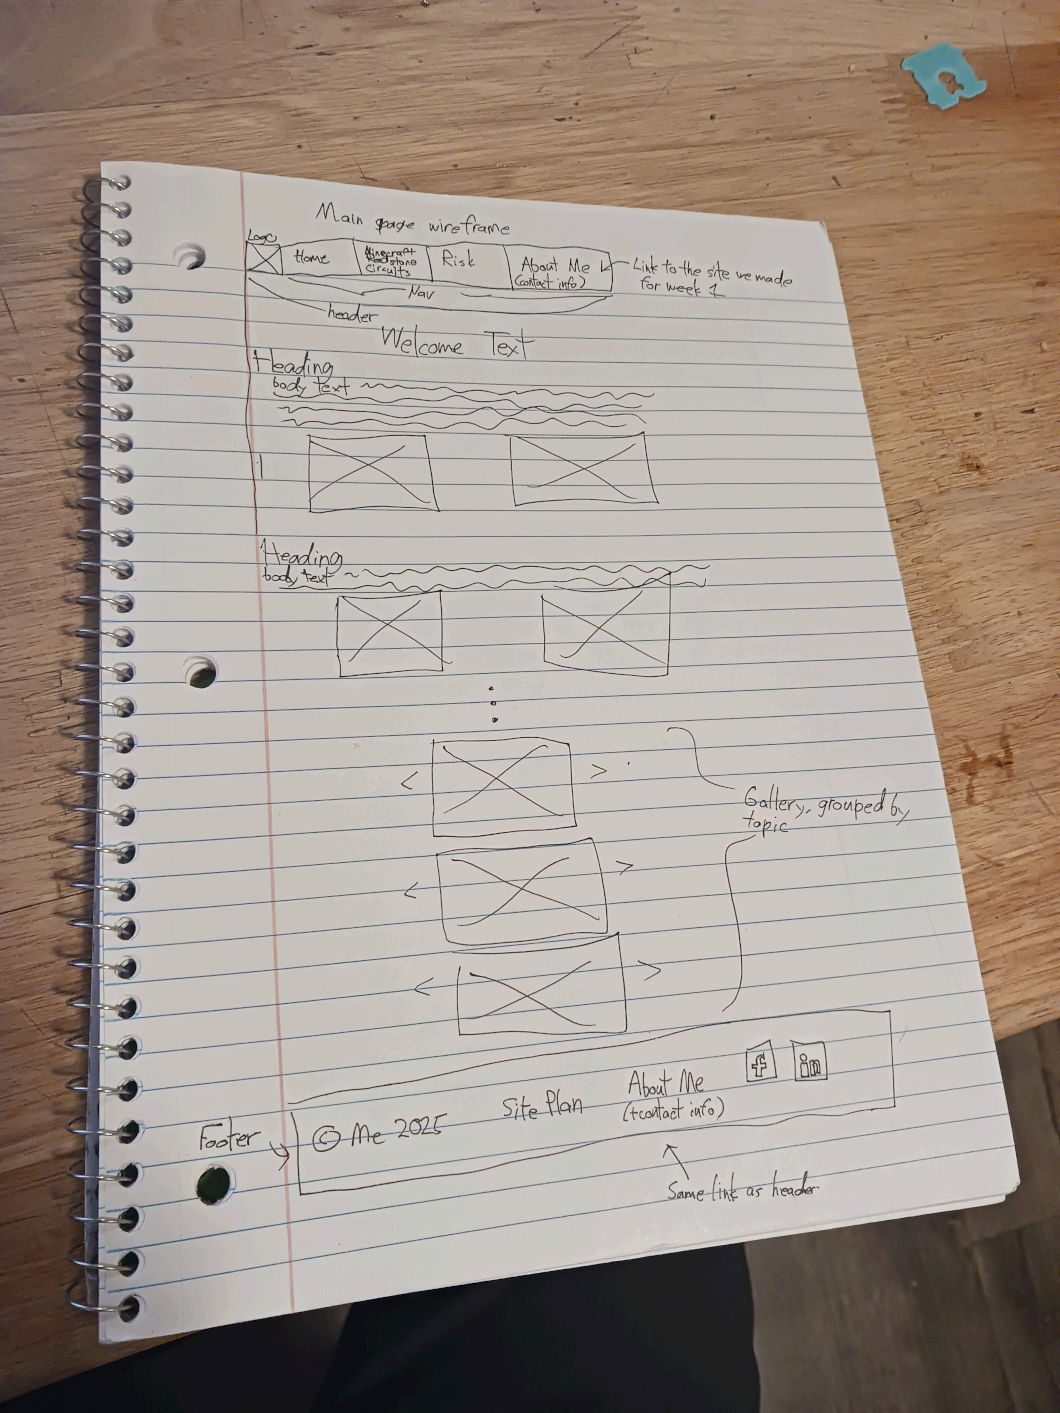 Main page wireframe
Logo
Home
Minecraft
Redstone
circuits
Risk
About Me
(contact info)
Link to the site we made
for week 1
Nav
header
Welcome Text
Heading
body text
Heading
body text
< >
Gallery, grouped by
topic
< >
< >
Footer
© Me 2025
Site Plan
About Me
(+contact info)
f
in
Same link as header